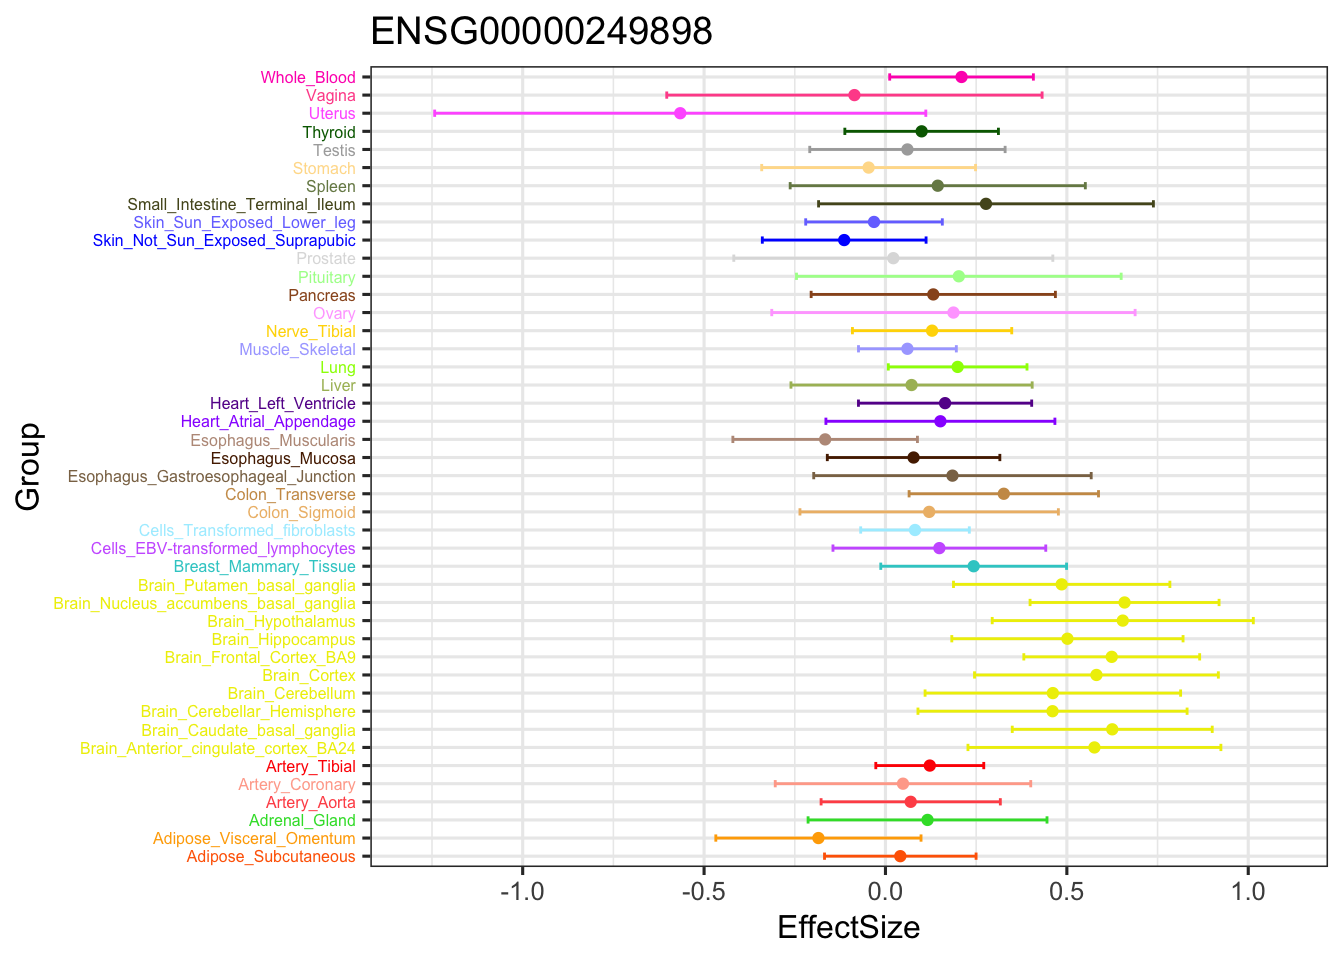 ENSG00000249898
Whole_Blood
Vagina
Uterus
Thyroid
Testis
Stomach
Spleen
Small_Intestine_Terminal_Ileum
Skin_Sun_Exposed_Lower_leg
Skin_Not_Sun_Exposed_Suprapubic
Prostate
Pituitary
Pancreas
Ovary
Nerve_Tibial
Muscle_Skeletal
Lung
Liver
Heart_Left_Ventricle
Heart_Atrial_Appendage
Esophagus_Muscularis
Esophagus_Mucosa
Esophagus_Gastroesophageal_Junction
Colon_Transverse
Colon_Sigmoid
Cells_Transformed_fibroblasts
Cells_EBV-transformed_lymphocytes
Breast_Mammary_Tissue
Brain_Putamen_basal_ganglia
Brain_Nucleus_accumbens_basal_ganglia
Brain_Hypothalamus
Brain_Hippocampus
Brain_Frontal_Cortex_BA9
Brain_Cortex
Brain_Cerebellum
Brain_Cerebellar_Hemisphere
Brain_Caudate_basal_ganglia
Brain_Anterior_cingulate_cortex_BA24
Artery_Tibial
Artery_Coronary
Artery_Aorta
Adrenal_Gland
Adipose_Visceral_Omentum
Adipose_Subcutaneous
Group
-1.0 -0.5 0.0 0.5 1.0
EffectSize